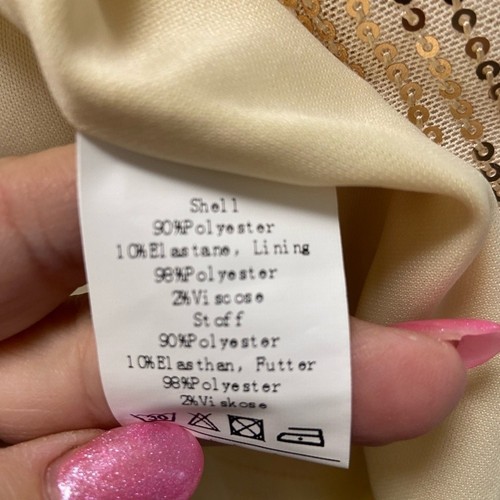 Shell
90%Polyester
10%Elastane, Lining
98%Polyester
2%Viscose
Stoff
90%Polyester
10%Elasthan, Futter
98%Polyester
2%Viskose
30